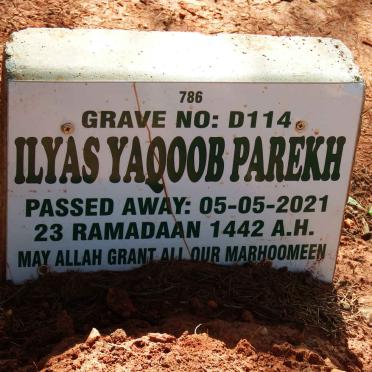 786
GRAVE NO: D114
ILYAS YAQOOB PAREKH
PASSED AWAY: 05-05-2021
23 RAMADAAN 1442 A.H.
MAY ALLAH GRANT ALL OUR MARHOOMEEN